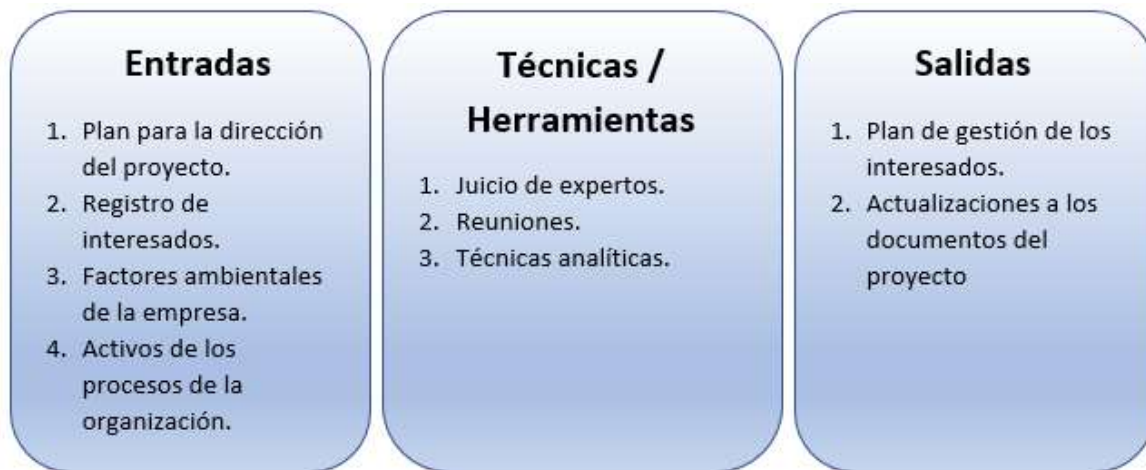 Entradas
1. Plan para la dirección
del proyecto.
2. Registro de
interesados.
3. Factores ambientales
de la empresa.
4. Activos de los
procesos de la
organización.
Técnicas /
Herramientas
1. Juicio de expertos.
2. Reuniones.
3. Técnicas analíticas.
Salidas
1. Plan de gestión de los
interesados.
2. Actualizaciones a los
documentos del
proyecto